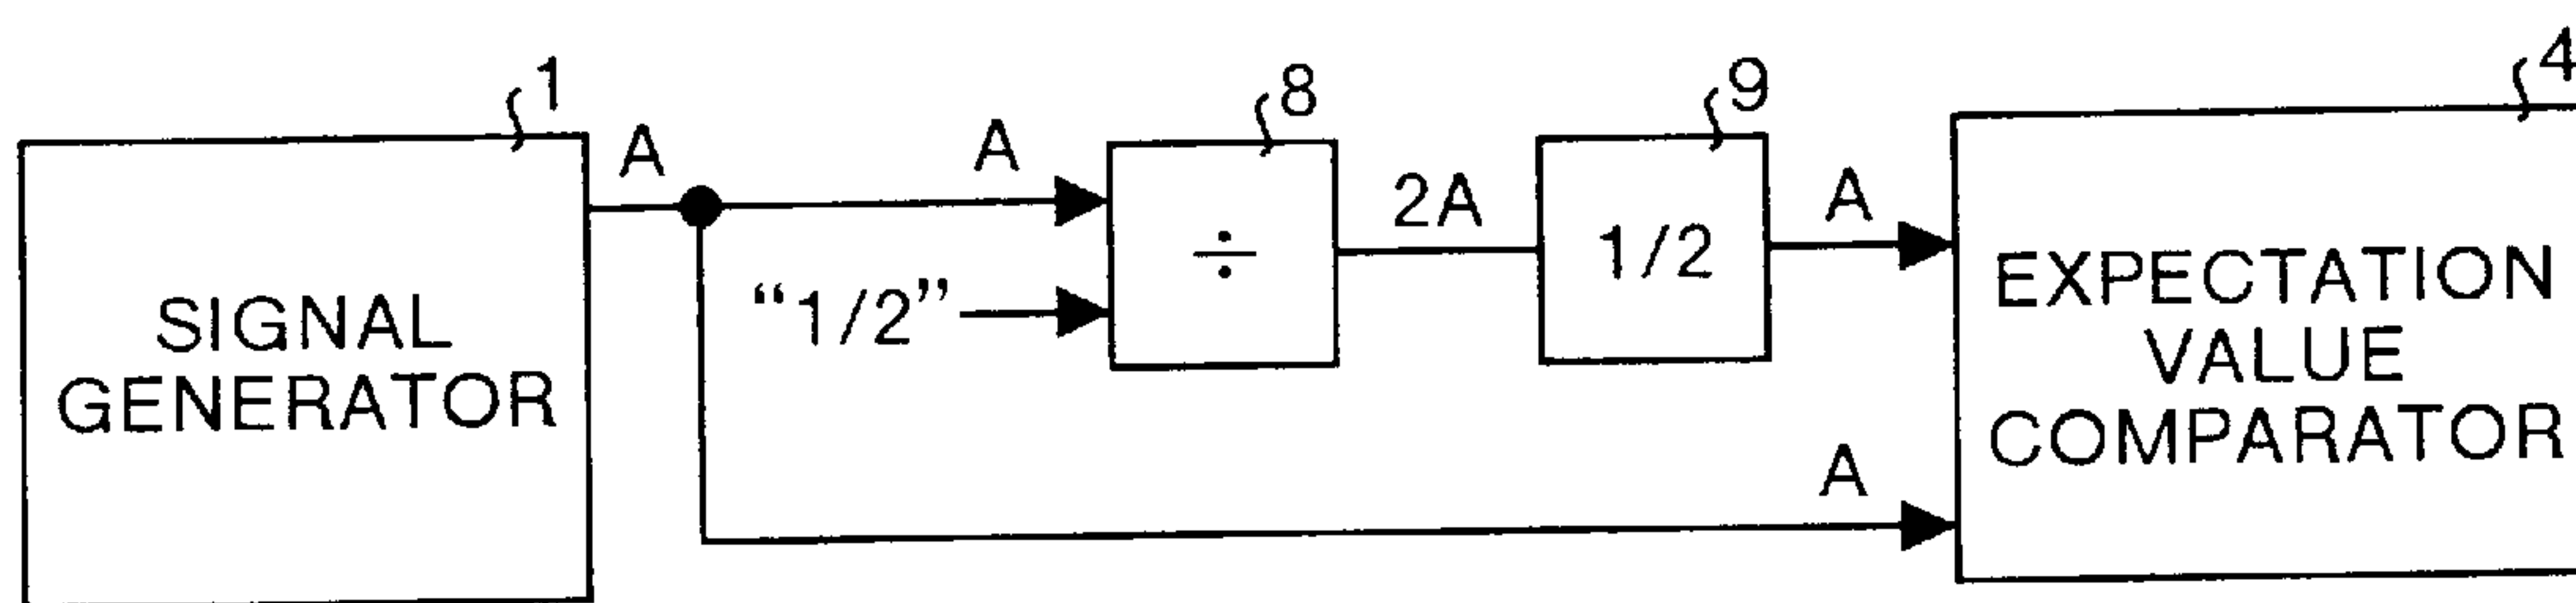 1
8
9
4
A
A
2A
A
÷
1/2
"1/2"
SIGNAL
GENERATOR
EXPECTATION
VALUE
COMPARATOR
A